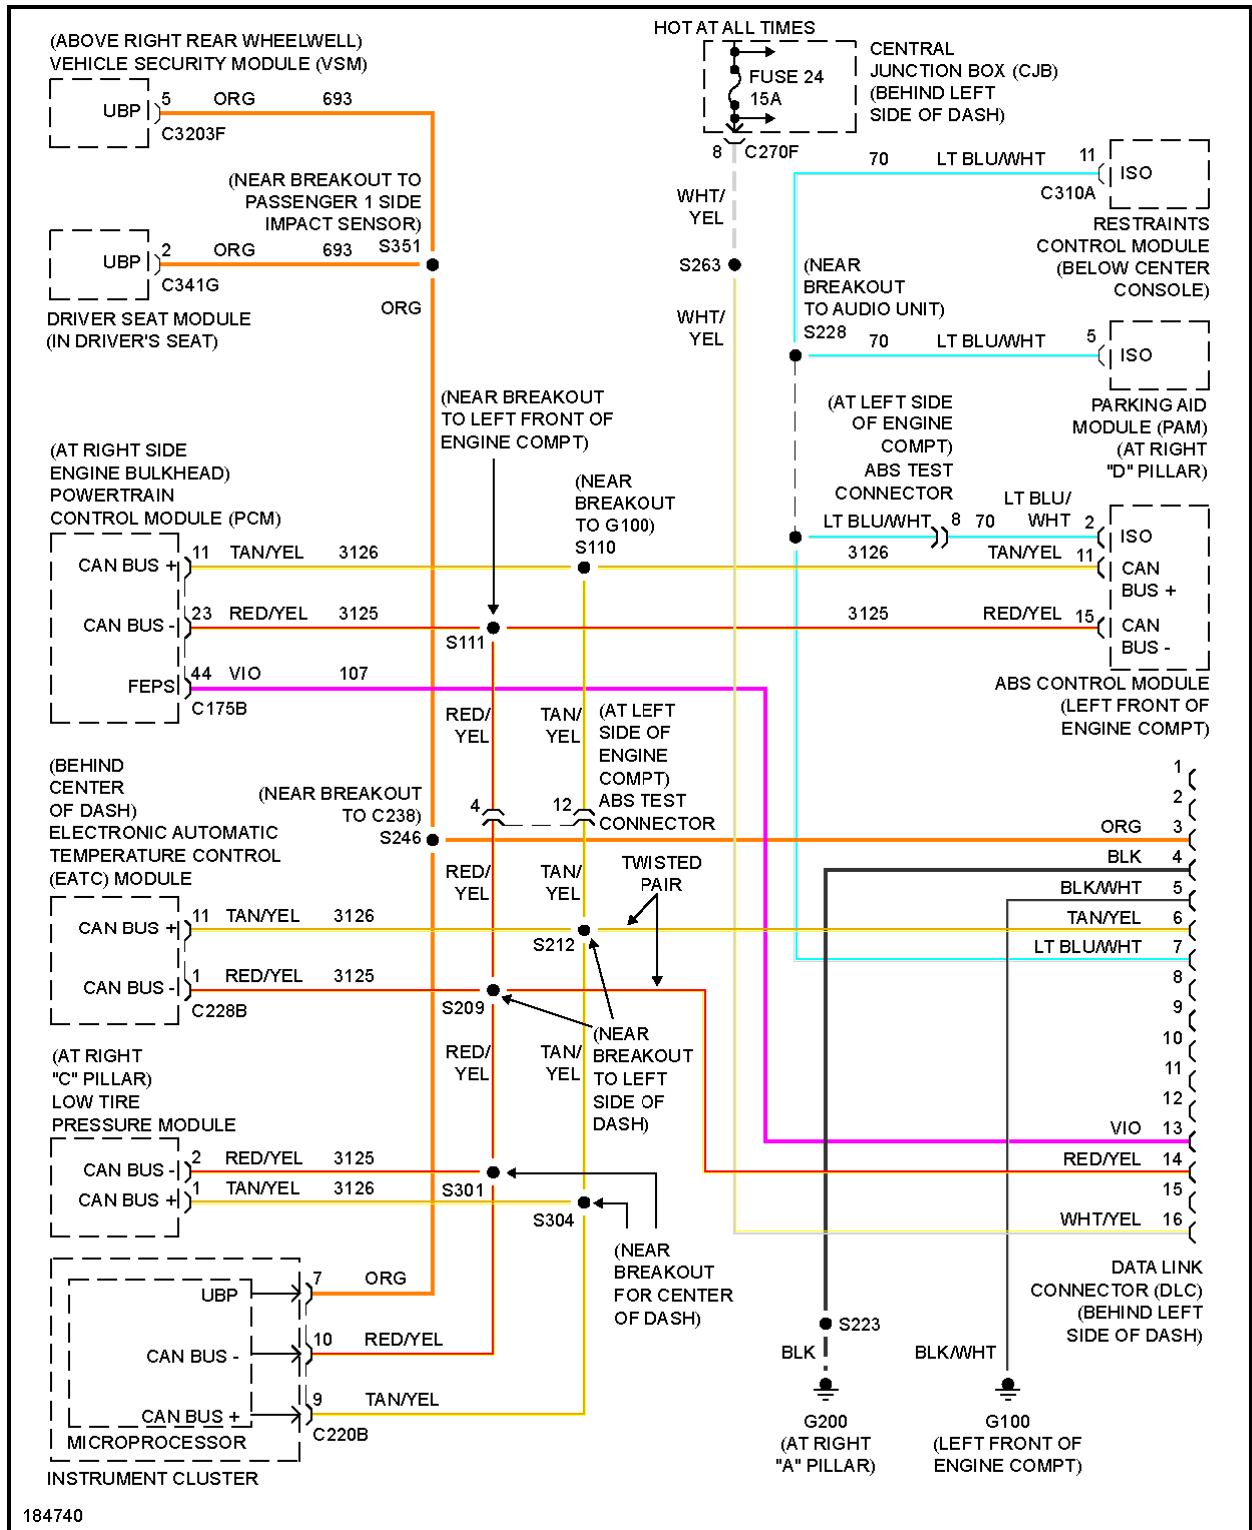 HOT AT ALL TIMES
(ABOVE RIGHT REAR WHEELWELL)
VEHICLE SECURITY MODULE (VSM)
UBP
5
ORG
693
C3203F
FUSE 24
15A
CENTRAL
JUNCTION BOX (CJB)
(BEHIND LEFT
SIDE OF DASH)
8
C270F
WHT/
YEL
S263
WHT/
YEL
(NEAR BREAKOUT TO
PASSENGER 1 SIDE
IMPACT SENSOR)
S351
UBP
2
ORG
693
C341G
DRIVER SEAT MODULE
(IN DRIVER'S SEAT)
ORG
70
LT BLU/WHT
11
ISO
C310A
RESTRAINTS
CONTROL MODULE
(BELOW CENTER
CONSOLE)
(NEAR
BREAKOUT
TO AUDIO UNIT)
S228
70
LT BLU/WHT
5
ISO
PARKING AID
MODULE (PAM)
(AT RIGHT
"D" PILLAR)
(NEAR BREAKOUT
TO LEFT FRONT OF
ENGINE COMPT)
(AT LEFT SIDE
OF ENGINE
COMPT)
ABS TEST
CONNECTOR
LT BLU/WHT
8
70
LT BLU/
WHT
2
ISO
3126
TAN/YEL
11
CAN
BUS +
3125
RED/YEL
15
CAN
BUS -
ABS CONTROL MODULE
(LEFT FRONT OF
ENGINE COMPT)
(AT RIGHT SIDE
ENGINE BULKHEAD)
POWERTRAIN
CONTROL MODULE (PCM)
CAN BUS +
11
TAN/YEL
3126
CAN BUS -
23
RED/YEL
3125
FEPS
44
VIO
107
C175B
(NEAR
BREAKOUT
TO G100)
S110
S111
RED/
YEL
TAN/
YEL
(AT LEFT
SIDE OF
ENGINE
COMPT)
ABS TEST
CONNECTOR
4
12
(NEAR BREAKOUT
TO C238)
S246
RED/
YEL
TAN/
YEL
TWISTED
PAIR
(BEHIND
CENTER
OF DASH)
ELECTRONIC AUTOMATIC
TEMPERATURE CONTROL
(EATC) MODULE
CAN BUS +
11
TAN/YEL
3126
CAN BUS -
1
RED/YEL
3125
C228B
S212
S209
(NEAR
BREAKOUT
TO LEFT
SIDE OF
DASH)
RED/
YEL
TAN/
YEL
(AT RIGHT
"C" PILLAR)
LOW TIRE
PRESSURE MODULE
CAN BUS -
2
RED/YEL
3125
CAN BUS +
1
TAN/YEL
3126
S301
S304
(NEAR
BREAKOUT
FOR CENTER
OF DASH)
UBP
7
ORG
CAN BUS -
10
RED/YEL
CAN BUS +
9
TAN/YEL
C220B
MICROPROCESSOR
INSTRUMENT CLUSTER
1
2
ORG
3
BLK
4
BLK/WHT
5
TAN/YEL
6
LT BLU/WHT
7
8
9
10
11
12
VIO
13
RED/YEL
14
15
WHT/YEL
16
DATA LINK
CONNECTOR (DLC)
(BEHIND LEFT
SIDE OF DASH)
S223
BLK
BLK/WHT
G200
(AT RIGHT
"A" PILLAR)
G100
(LEFT FRONT OF
ENGINE COMPT)
184740